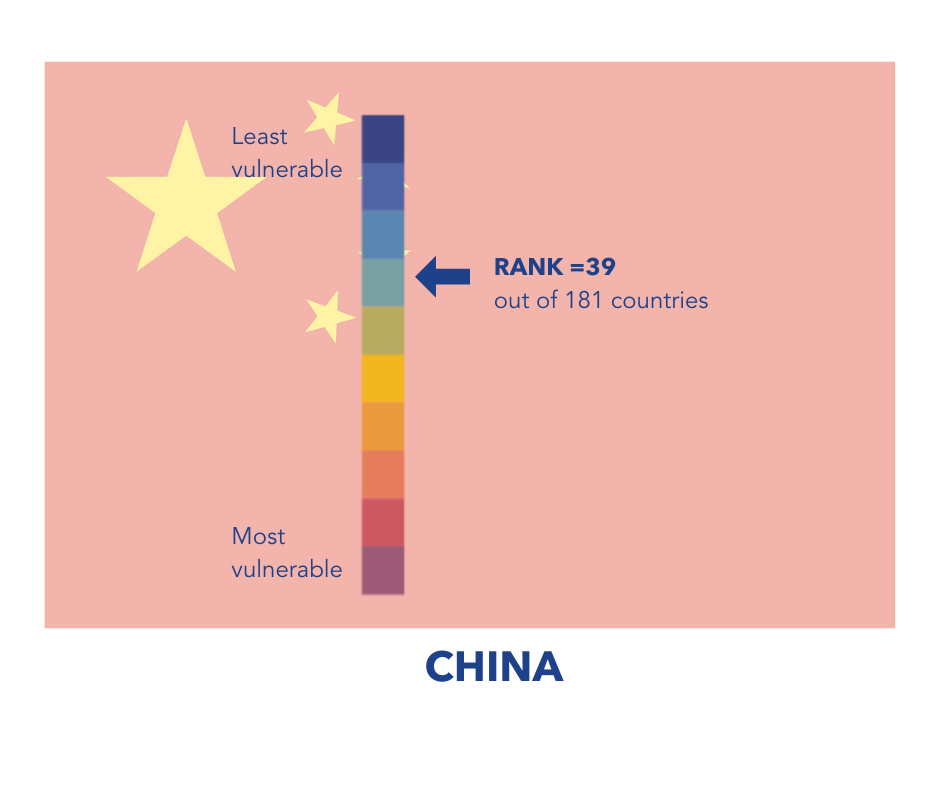 Least
vulnerable
RANK =39
out of 181 countries
Most
vulnerable
CHINA